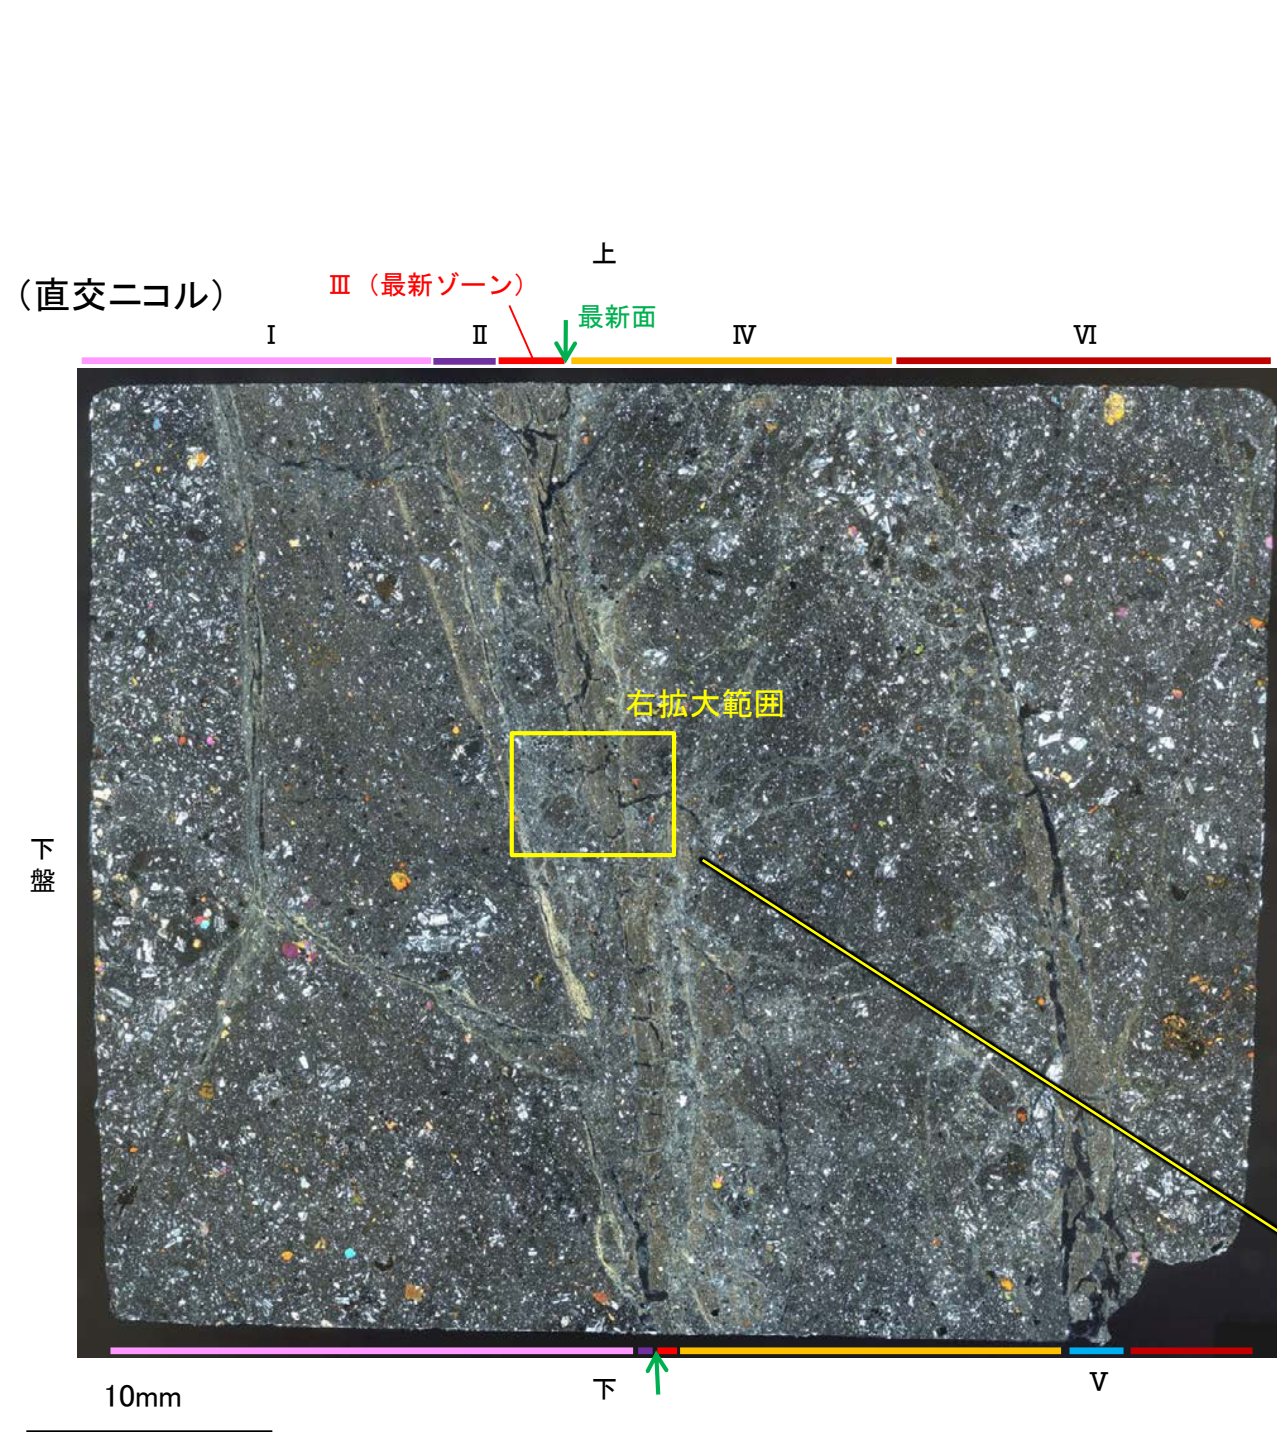 上
（直交ニコル）
Ⅲ（最新ゾーン）
最新面
Ⅰ
Ⅱ
Ⅳ
Ⅵ
右拡大範囲
下盤
10mm
下
Ⅴ